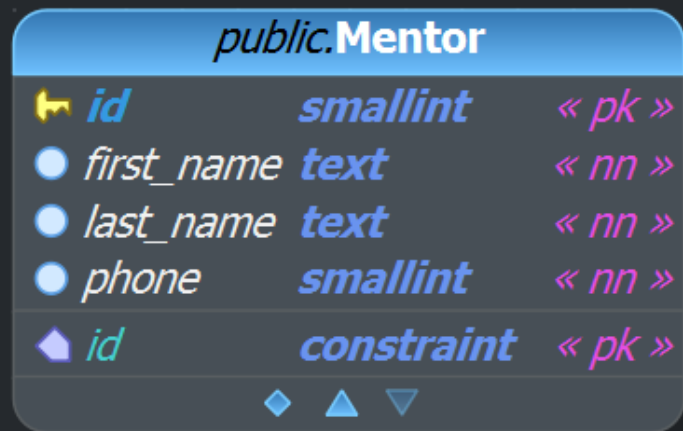 public.Mentor
id smallint « pk »
first_name text « nn »
last_name text « nn »
phone smallint « nn »
id constraint « pk »